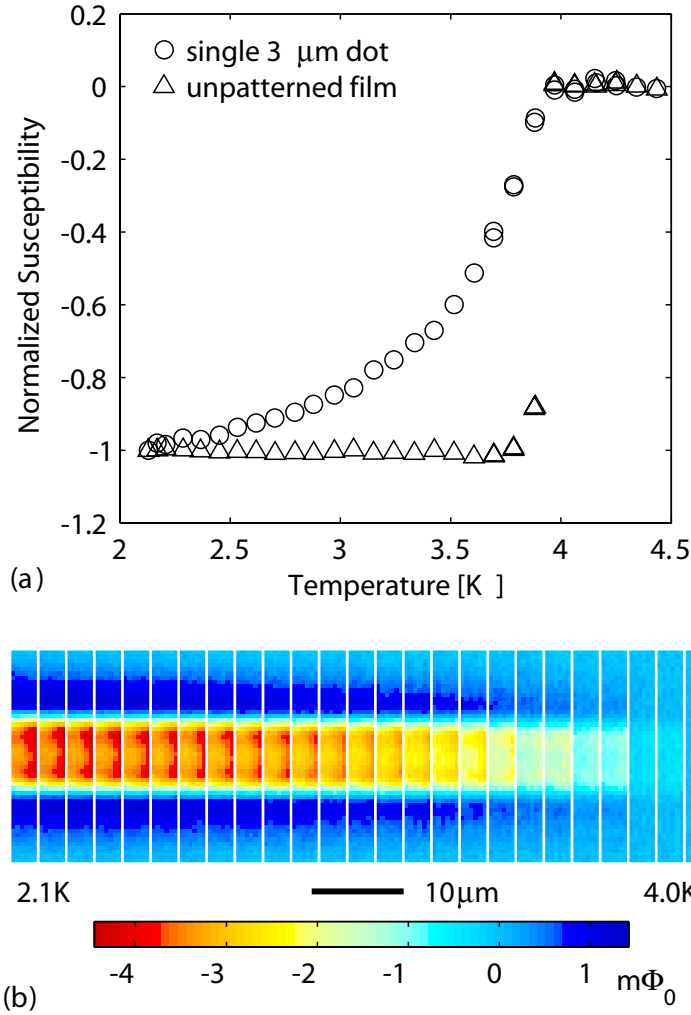 0.2
0
-0.2
-0.4
-0.6
-0.8
-1
-1.2
Normalized Susceptibility
single 3 μm dot
unpatterned film
2 2.5 3 3.5 4 4.5
Temperature [K ]
(a)
2.1K 10μm 4.0K
-4 -3 -2 -1 0 1 mΦ0
(b)